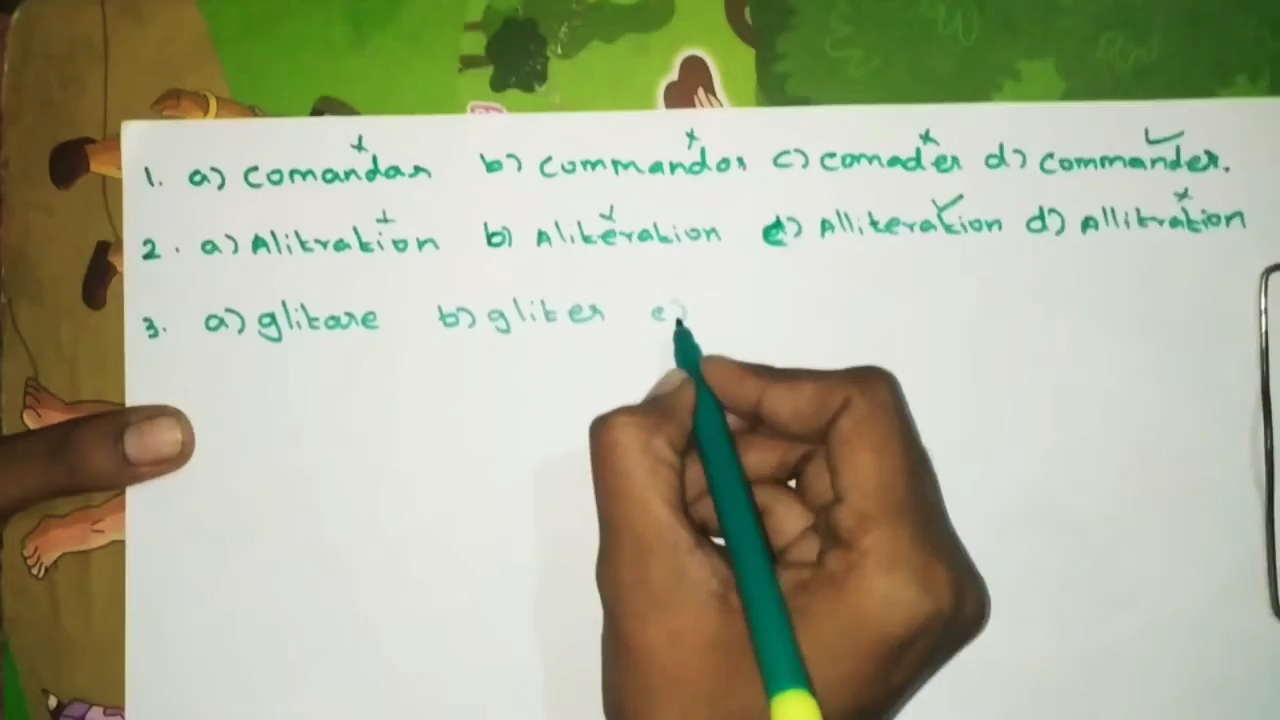 1. a) Comandar b) Commandor c) comader d) Commander.
2. a) Alitration b) Aliteration c) Alliteration d) Allitration
3. a) glitare b) gliter c)